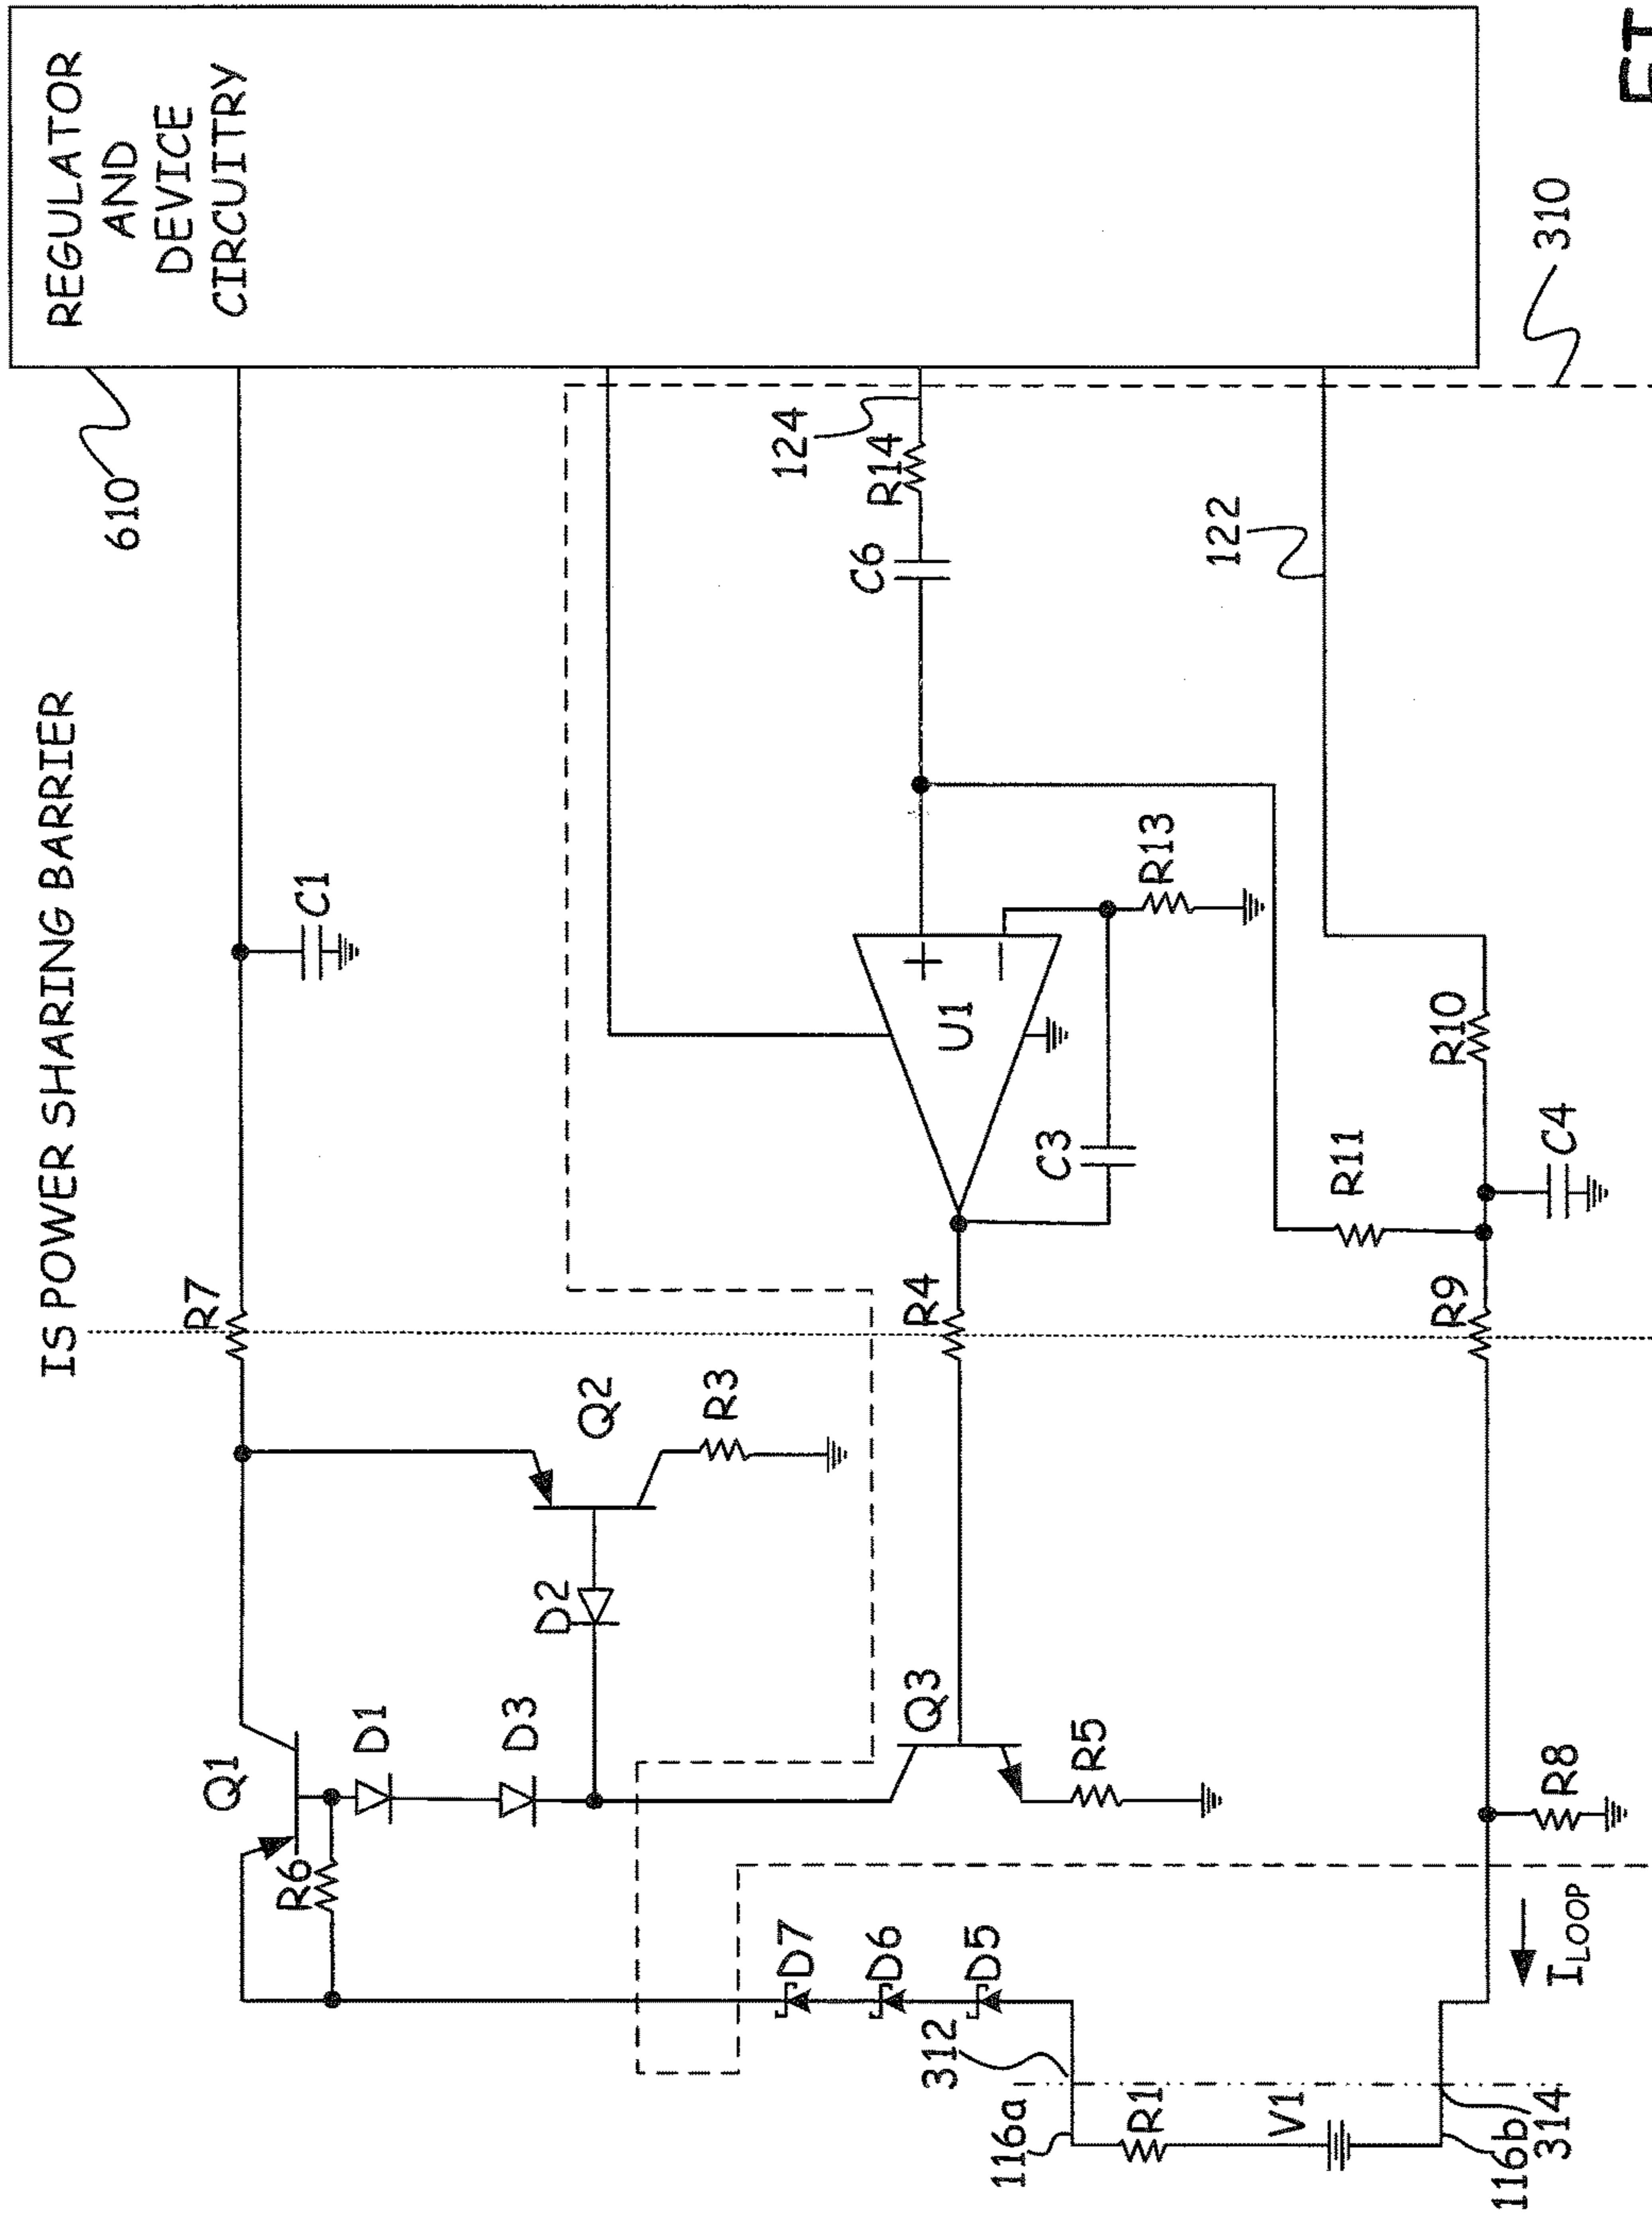 REGULATOR
AND
DEVICE
CIRCUITRY
610
IS POWER SHARING BARRIER
R7
C1
Q1
R6
D1
D3
D2
Q2
R3
310
124
R14
C6
122
U1
+
−
R13
C3
R4
R11
R10
C4
R9
Q3
R5
R8
D7
D6
D5
312
116a
R1
V1
116b
314
ILOOP